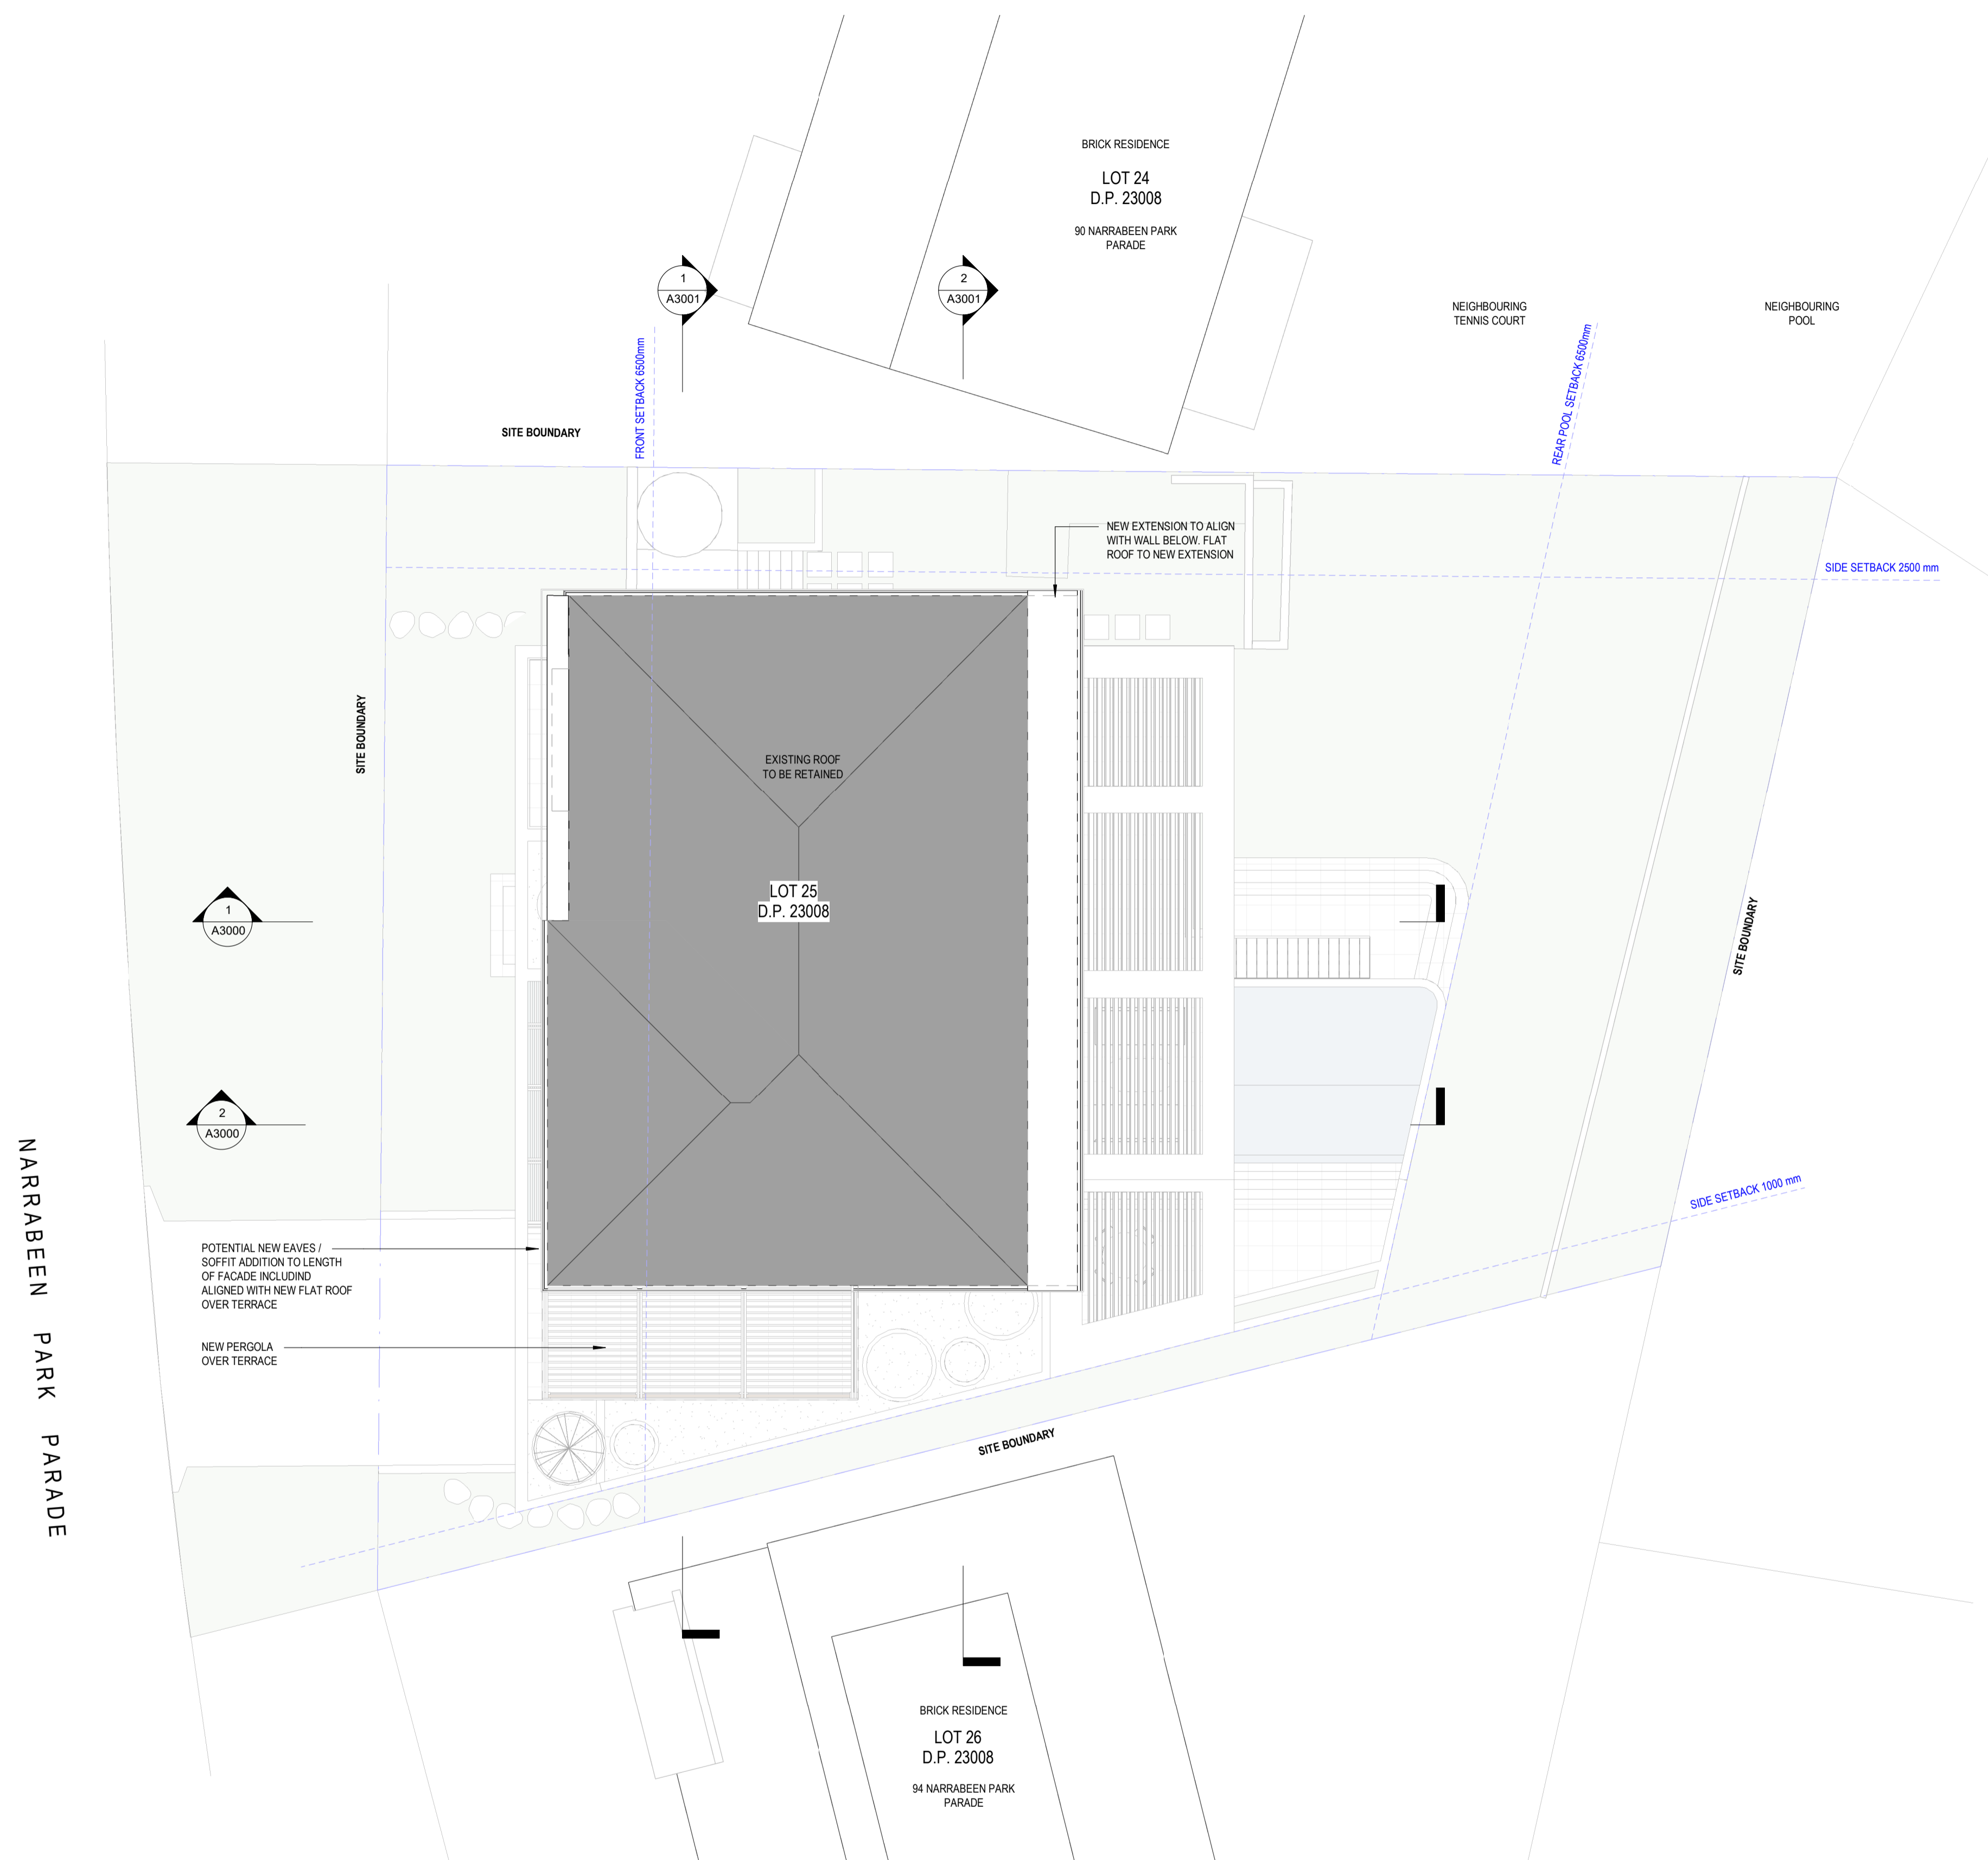 BRICK RESIDENCE
LOT 24
D.P. 23008
90 NARRABEEN PARK
PARADE
1
A3001
2
A3001
NEIGHBOURING
TENNIS COURT
NEIGHBOURING
POOL
FRONT SETBACK 6500mm
REAR POOL SETBACK 6500mm
SITE BOUNDARY
NEW EXTENSION TO ALIGN
WITH WALL BELOW. FLAT
ROOF TO NEW EXTENSION
SIDE SETBACK 2500 mm
SITE BOUNDARY
EXISTING ROOF
TO BE RETAINED
LOT 25
D.P. 23008
1
A3000
SITE BOUNDARY
2
A3000
NARRABEEN PARK PARADE
SIDE SETBACK 1000 mm
POTENTIAL NEW EAVES /
SOFFIT ADDITION TO LENGTH
OF FACADE INCLUDIND
ALIGNED WITH NEW FLAT ROOF
OVER TERRACE
NEW PERGOLA
OVER TERRACE
SITE BOUNDARY
BRICK RESIDENCE
LOT 26
D.P. 23008
94 NARRABEEN PARK
PARADE